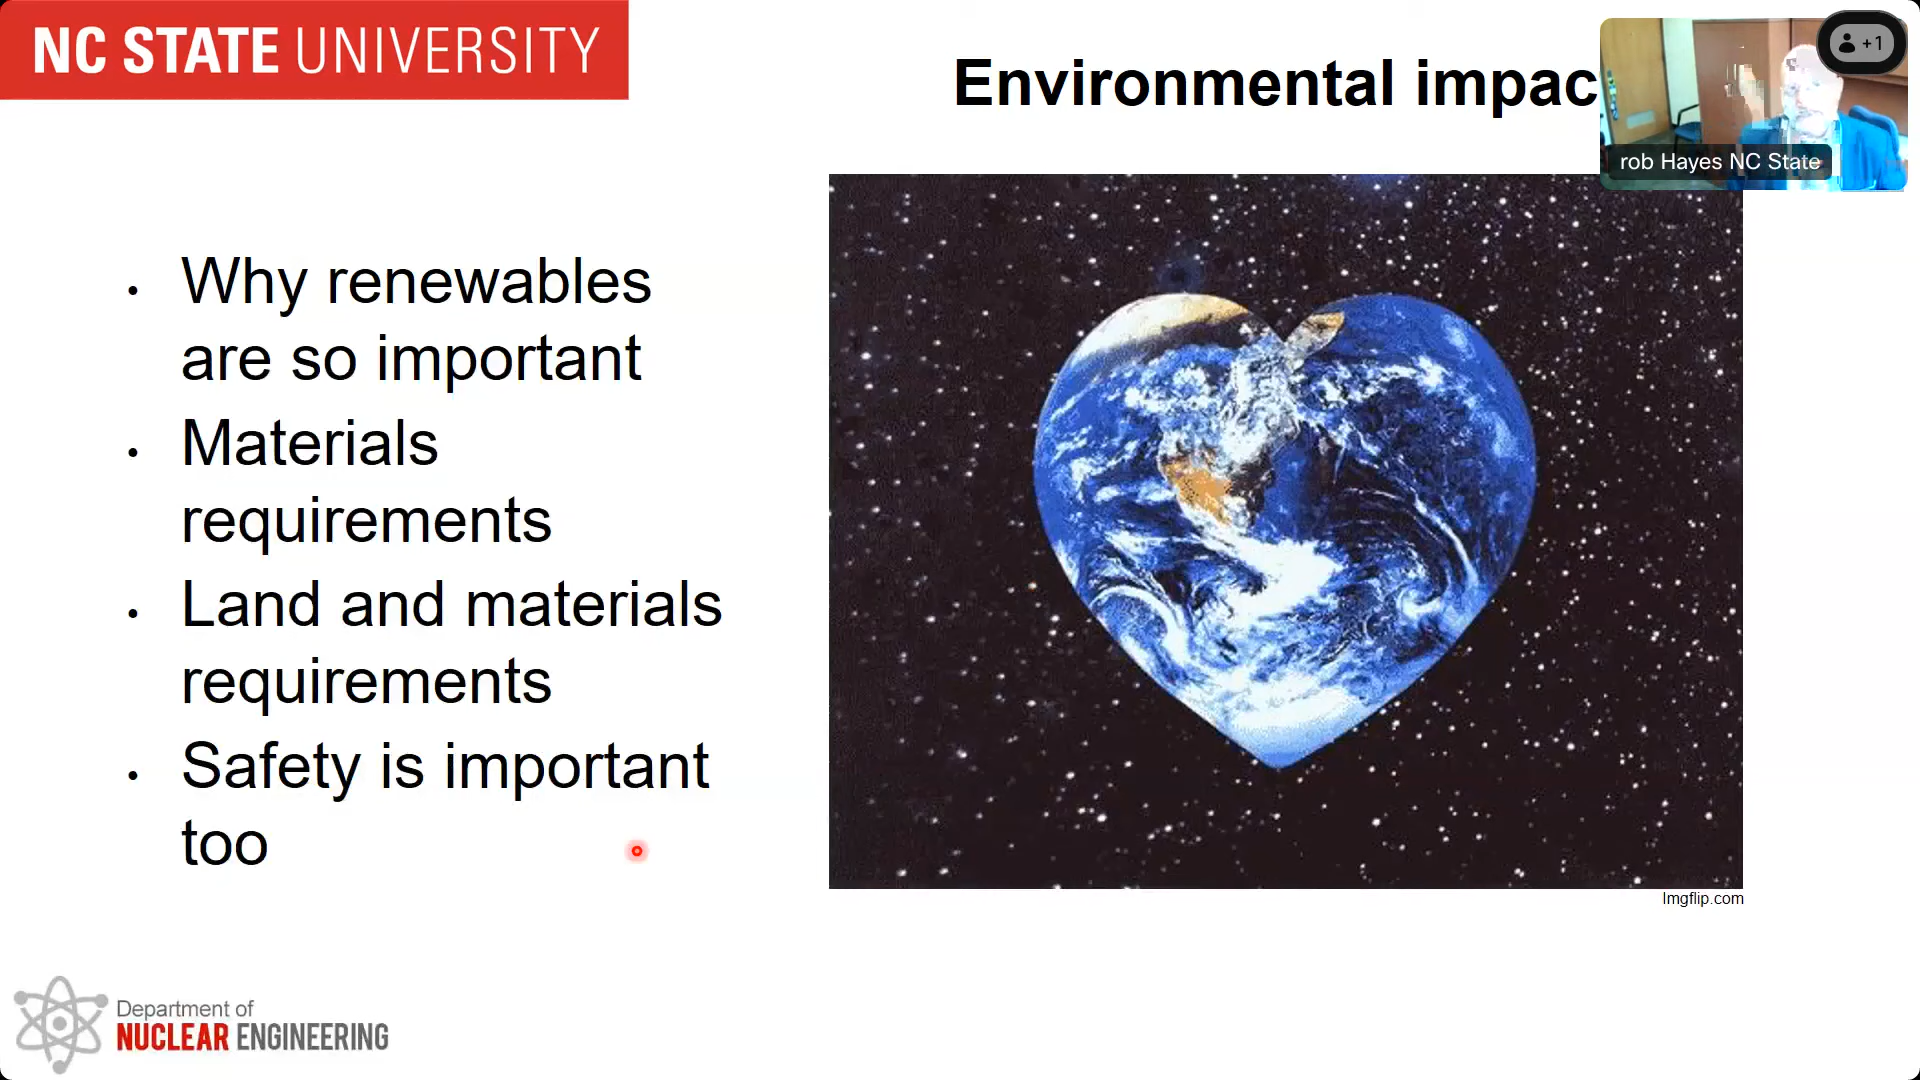 NC STATE UNIVERSITY
Environmental impac
+1
rob Hayes NC State
• Why renewables
are so important
• Materials
requirements
• Land and materials
requirements
• Safety is important
too
Imgflip.com
Department of
NUCLEAR ENGINEERING